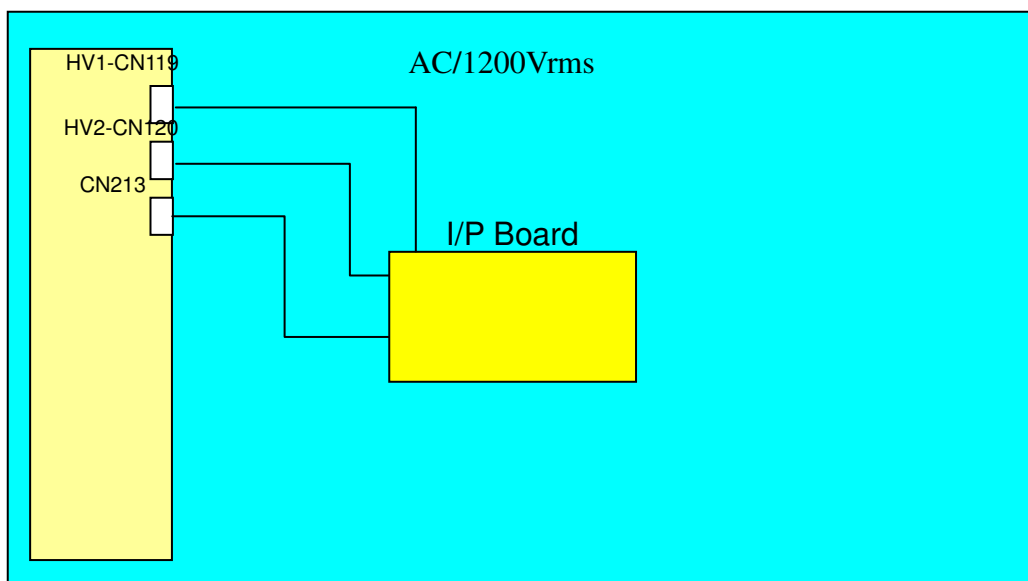 HV1-CN119
AC/1200Vrms
HV2-CN120
CN213
I/P Board